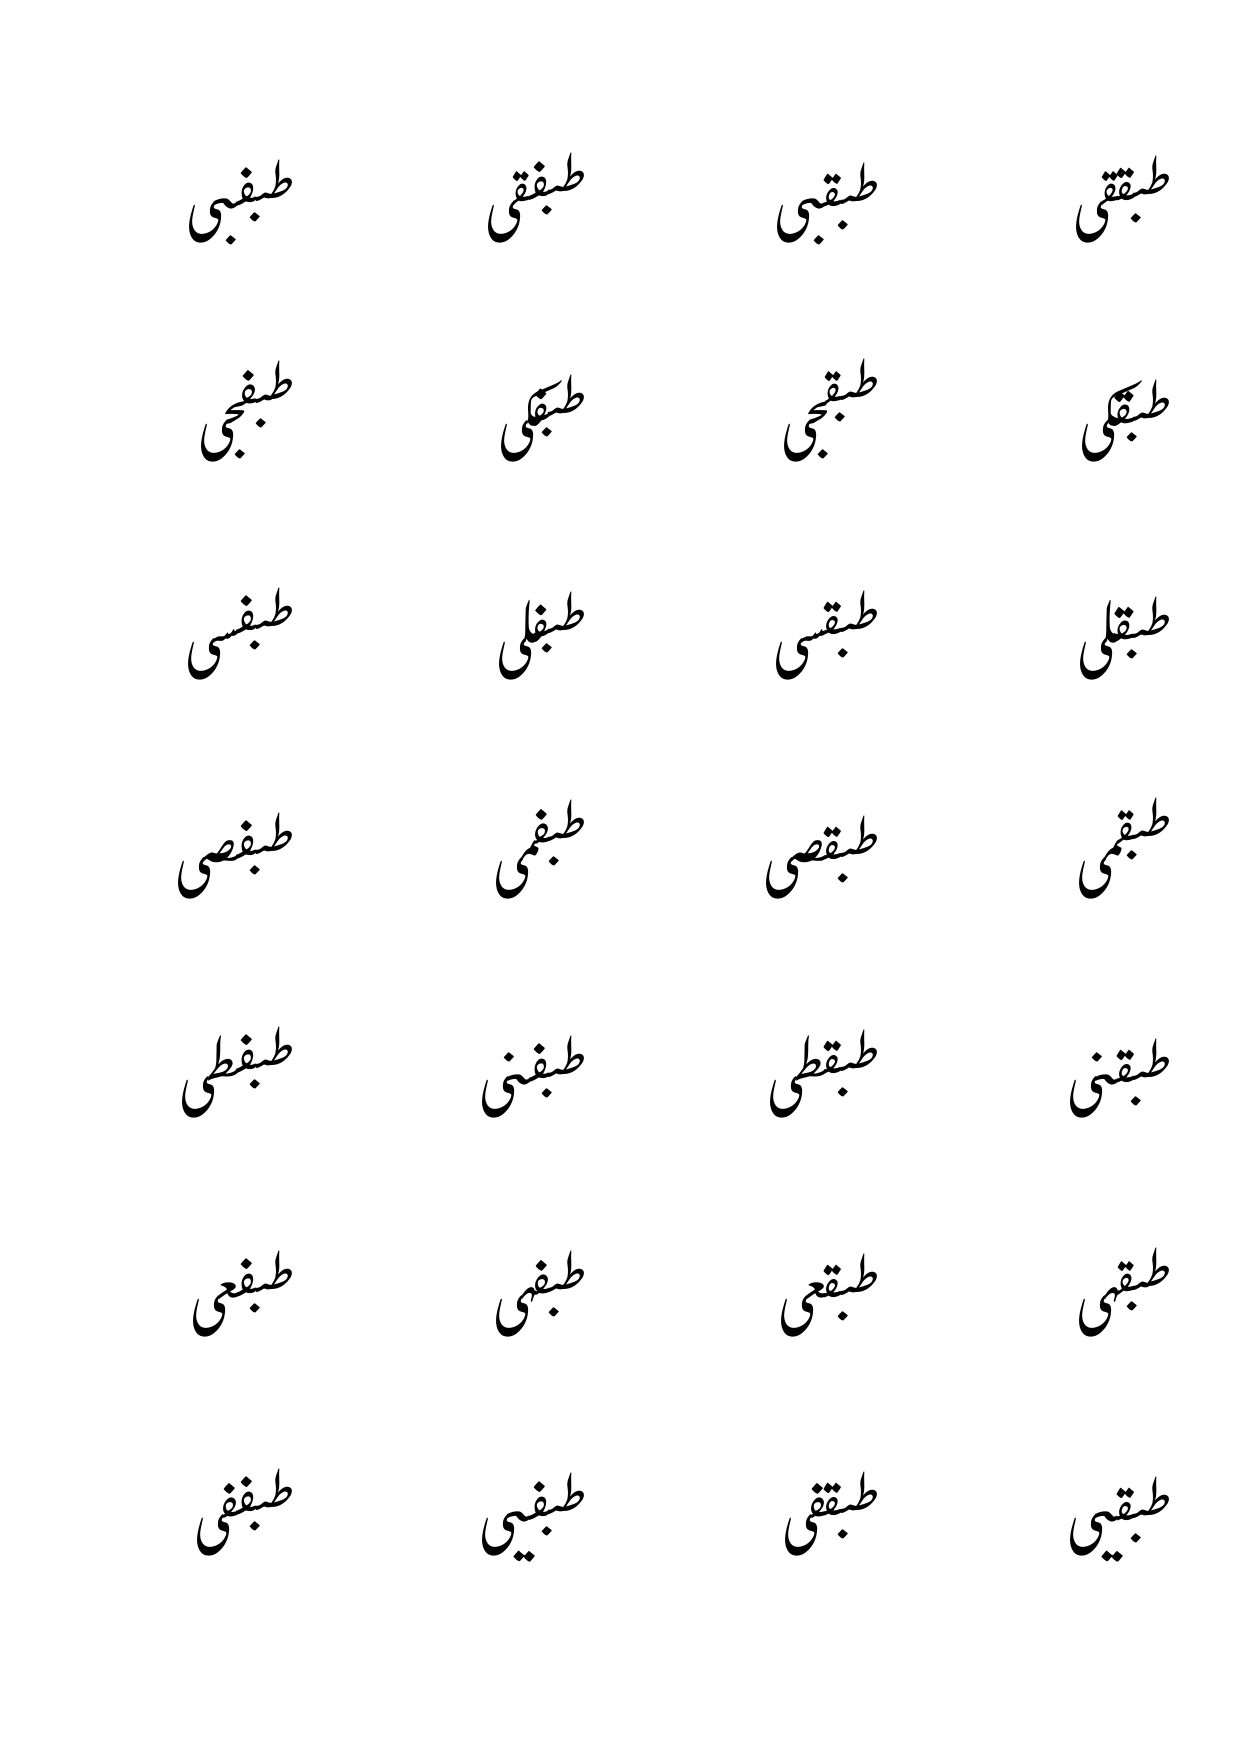 طبققی طبقبی طبفقی طبفبی
طبقکی طبقجی طبفکی طبفجی
طبقلی طبقسی طبفلی طبفسی
طبقمی طبقصی طبفمی طبفصی
طبقنی طبقطی طبفنی طبفطی
طبقهی طبقعی طبفهی طبفعی
طبقیی طبقفی طبفیی طبففی